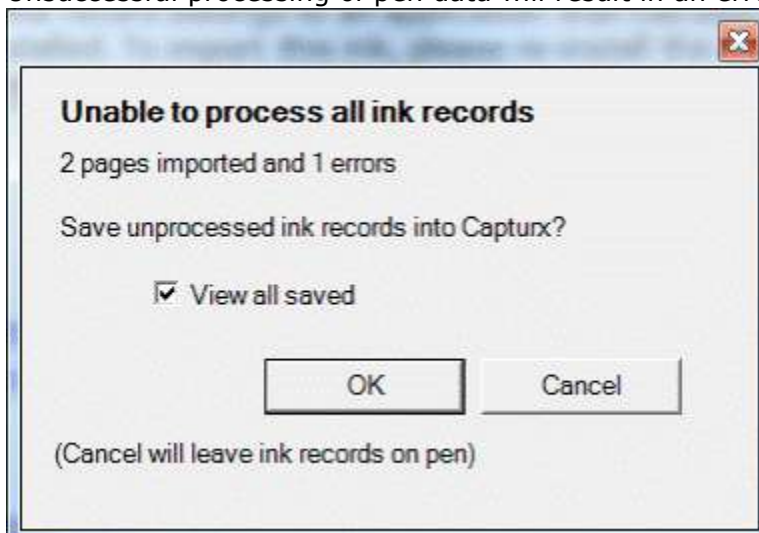 Unable to process all ink records
2 pages imported and 1 errors
Save unprocessed ink records into Capturx?
View all saved
OK
Cancel
(Cancel will leave ink records on pen)